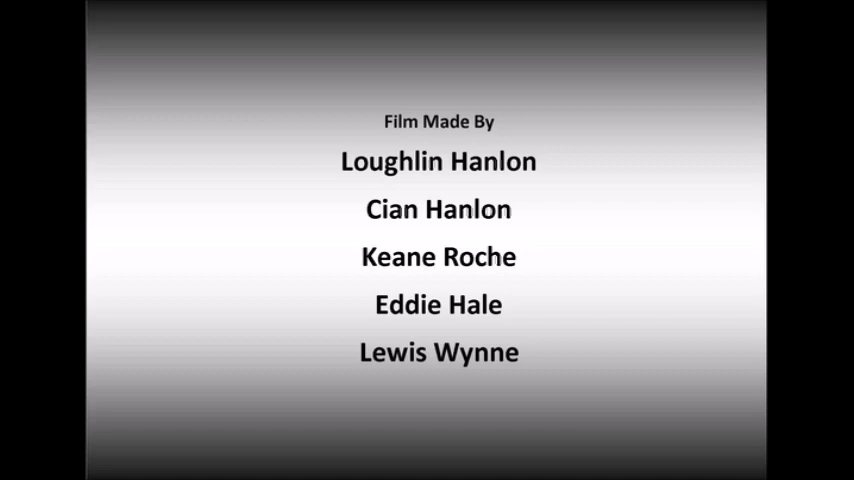 Film Made By
Loughlin Hanlon
Cian Hanlon
Keane Roche
Eddie Hale
Lewis Wynne